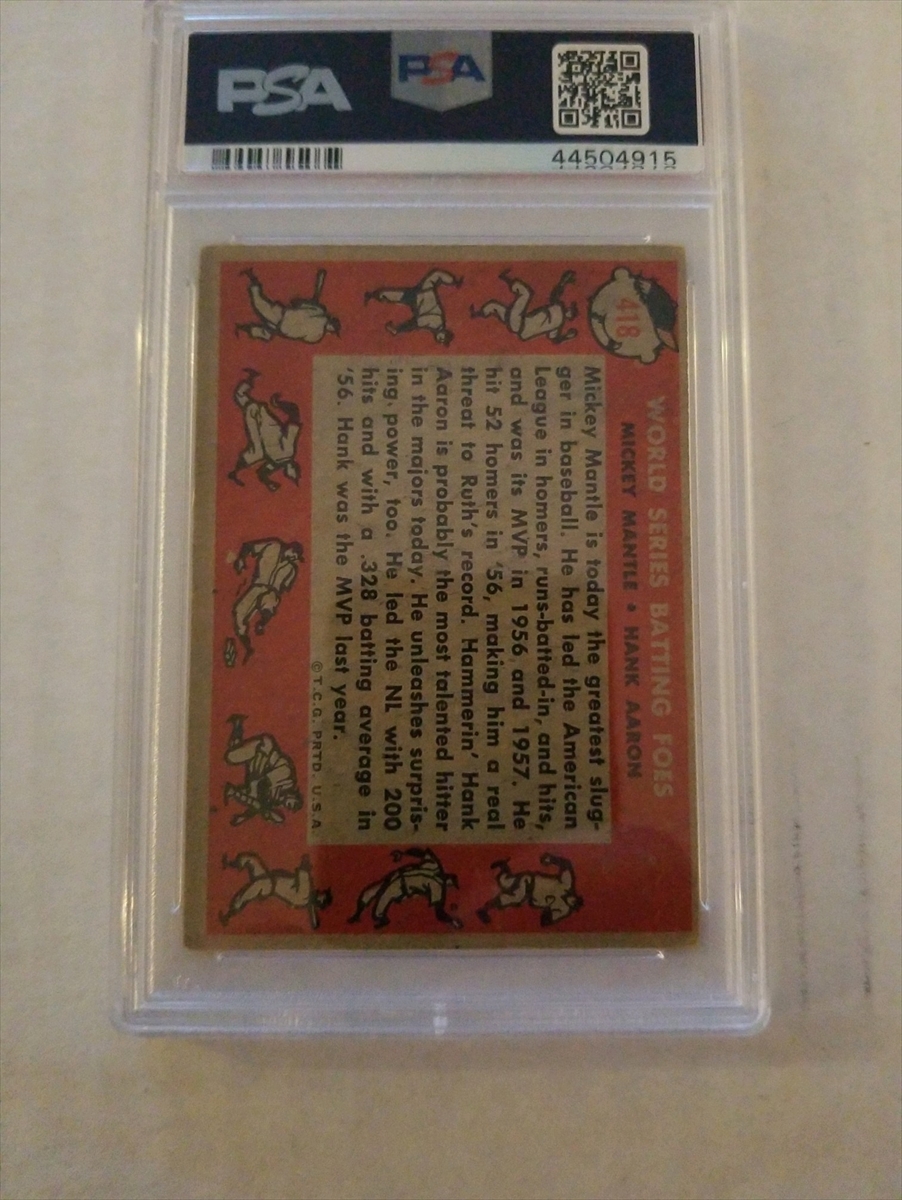 PSA
PSA
44504915
418
WORLD SERIES BATTING FOES
MICKEY MANTLE • HANK AARON
Mickey Mantle is today the greatest slug-
ger in baseball. He has led the American
League in homers, runs-batted-in, and hits,
and was its MVP in 1956 and 1957. He
hit 52 homers in '56, making him a real
threat to Ruth's record. Hammerin' Hank
Aaron is probably the most talented hitter
in the majors today. He unleashes surpris-
ing power, too. He led the NL with 200
hits and with a .328 batting average in
'56. Hank was the MVP last year.
© T.C.G. PRTD. U.S.A.